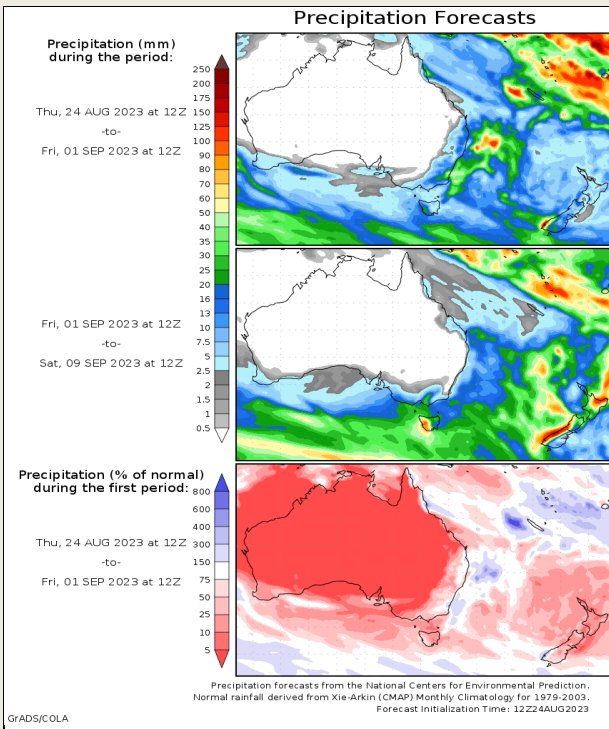 Precipitation Forecasts
Precipitation (mm)
during the period:
Thu, 24 AUG 2023 at 12Z
-to-
Fri, 01 SEP 2023 at 12Z
250
200
175
150
125
100
90
80
70
60
50
40
35
30
25
20
16
13
10
7.5
5
2.5
2
1.5
1
0.5
Fri, 01 SEP 2023 at 12Z
-to-
Sat, 09 SEP 2023 at 12Z
Precipitation (% of normal)
during the first period:
Thu, 24 AUG 2023 at 12Z
-to-
Fri, 01 SEP 2023 at 12Z
800
600
400
300
150
75
50
25
10
5
Precipitation forecasts from the National Centers for Environmental Prediction.
Normal rainfall derived from Xie-Arkin (CMAP) Monthly Climatology for 1979-2003.
Forecast Initialization Time: 12Z24AUG2023
GrADS/COLA